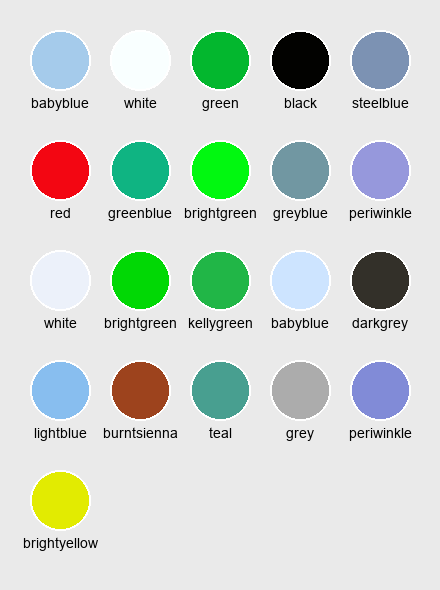 babyblue white green black steelblue
red greenblue brightgreen greyblue periwinkle
white brightgreen kellygreen babyblue darkgrey
lightblue burntsienna teal grey periwinkle
brightyellow